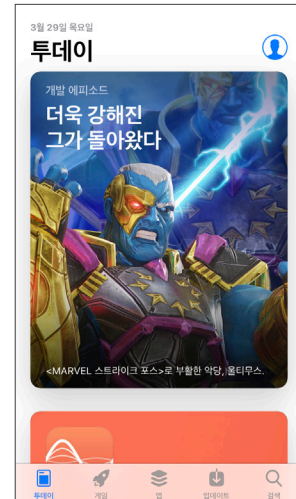 3월 29일 목요일
투데이
개발 에피소드
더욱 강해진
그가 돌아왔다
<MARVEL 스트라이크 포스>로 부활한 악당, 울티무스.
투데이 게임 앱 업데이트 검색